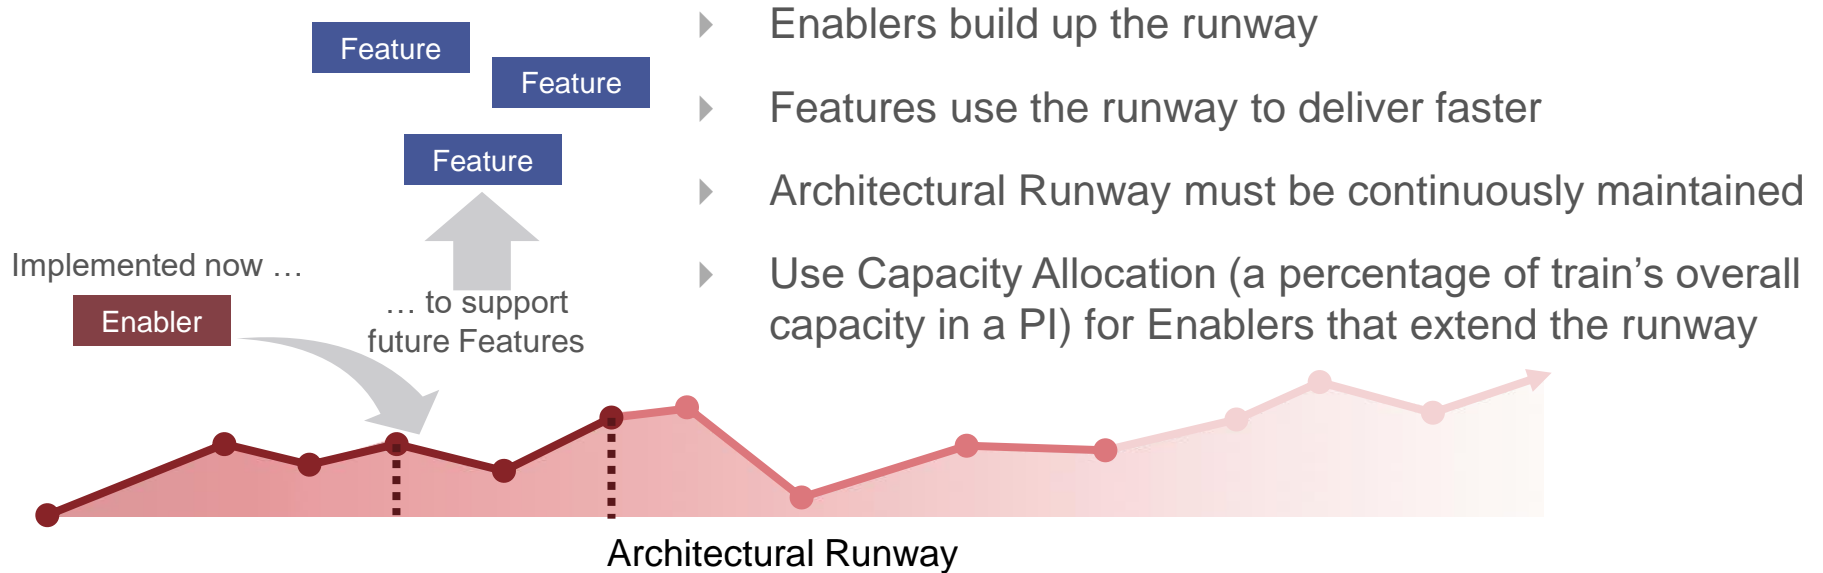 Feature
Feature
Feature
Implemented now …
Enabler
… to support
future Features
Enablers build up the runway
Features use the runway to deliver faster
Architectural Runway must be continuously maintained
Use Capacity Allocation (a percentage of train’s overall
capacity in a PI) for Enablers that extend the runway
Architectural Runway